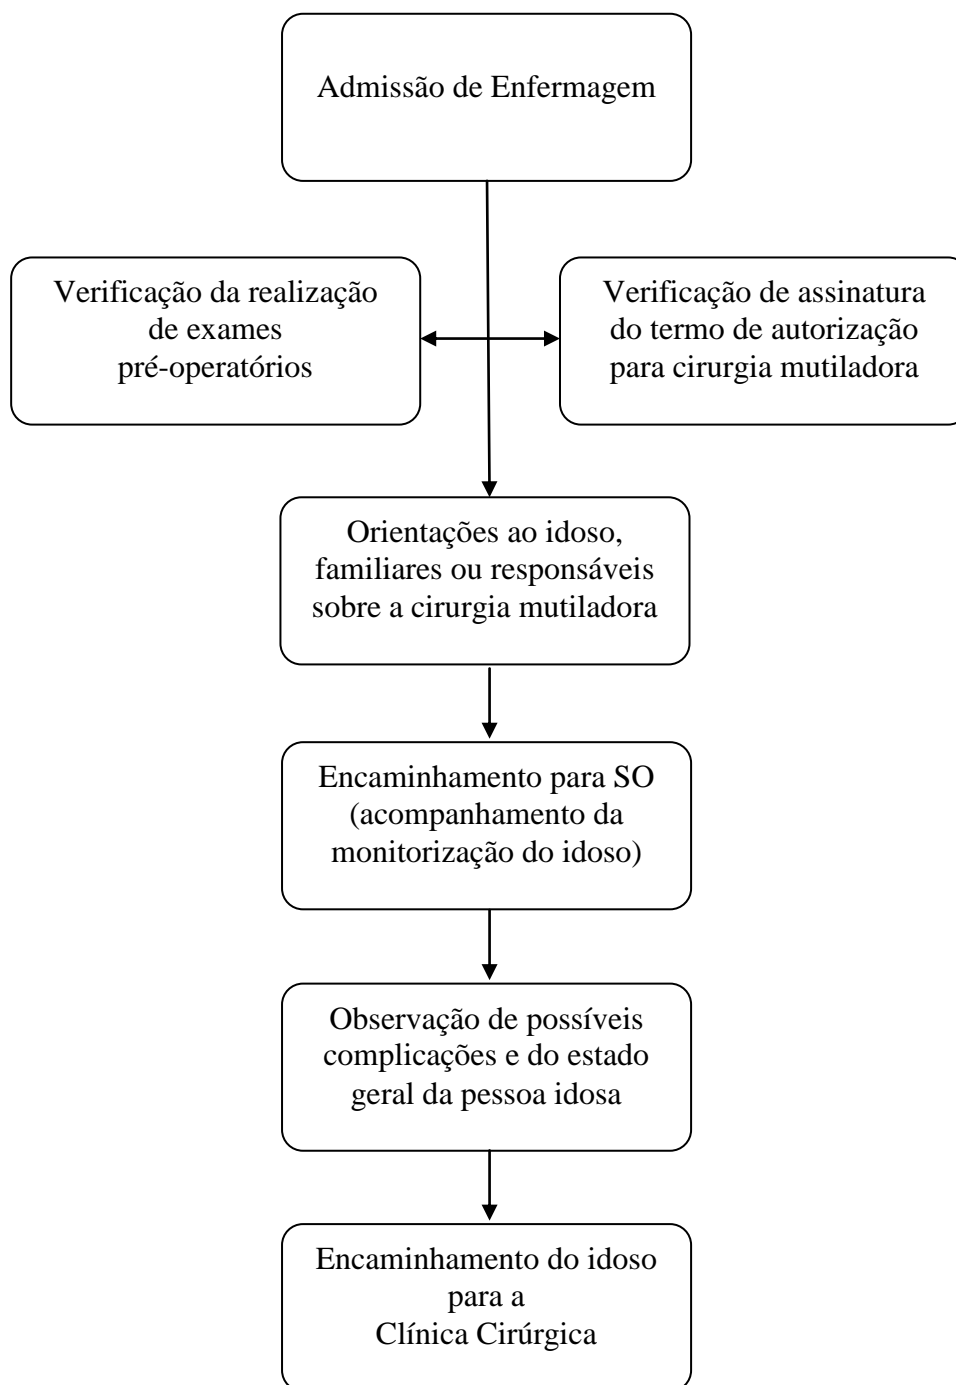 Admissão de Enfermagem
Verificação da realização
de exames
pré-operatórios
Verificação de assinatura
do termo de autorização
para cirurgia mutiladora
Orientações ao idoso,
familiares ou responsáveis
sobre a cirurgia mutiladora
Encaminhamento para SO
(acompanhamento da
monitorização do idoso)
Observação de possíveis
complicações e do estado
geral da pessoa idosa
Encaminhamento do idoso
para a
Clínica Cirúrgica